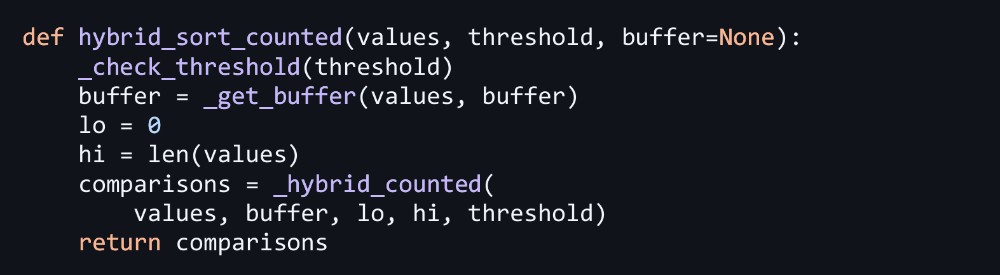 def hybrid_sort_counted(values, threshold, buffer=None):
    _check_threshold(threshold)
    buffer = _get_buffer(values, buffer)
    lo = 0
    hi = len(values)
    comparisons = _hybrid_counted(
        values, buffer, lo, hi, threshold)
    return comparisons